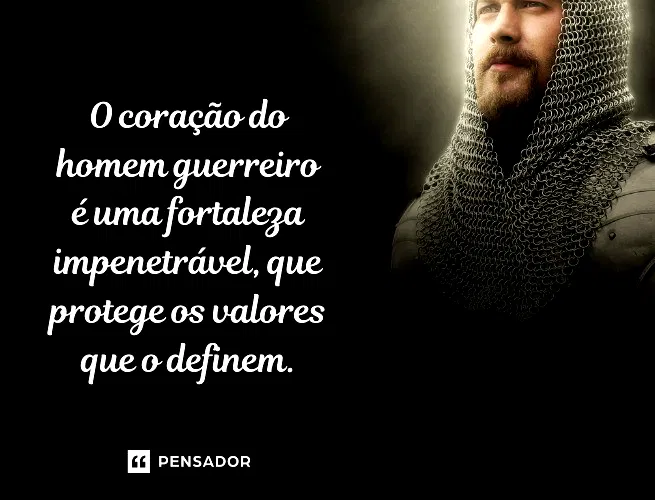 O coração do
homem guerreiro
é uma fortaleza
impenetrável, que
protege os valores
que o definem.
PENSADOR